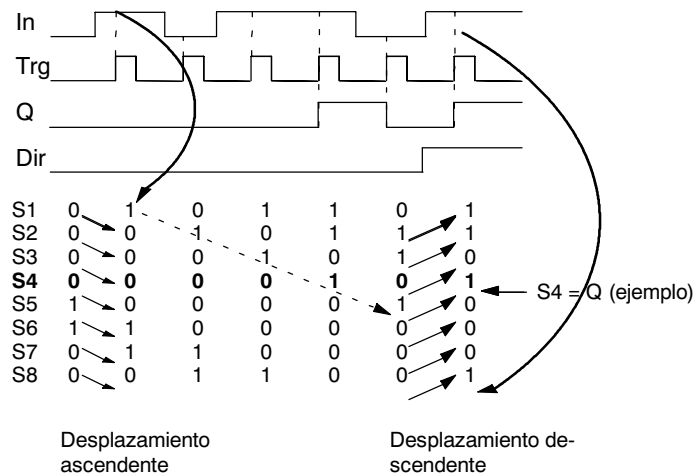 In
Trg
Q
Dir
S1 0 1 0 1 1 0 1
S2 0 0 1 0 1 1 1
S3 0 0 0 1 0 1 0
S4 0 0 0 0 1 0 1
S4 = Q (ejemplo)
S5 1 0 0 0 0 1 0
S6 1 1 0 0 0 0 0
S7 0 1 1 0 0 0 0
S8 0 0 1 1 0 0 1
Desplazamiento
ascendente
Desplazamiento de-
scendente